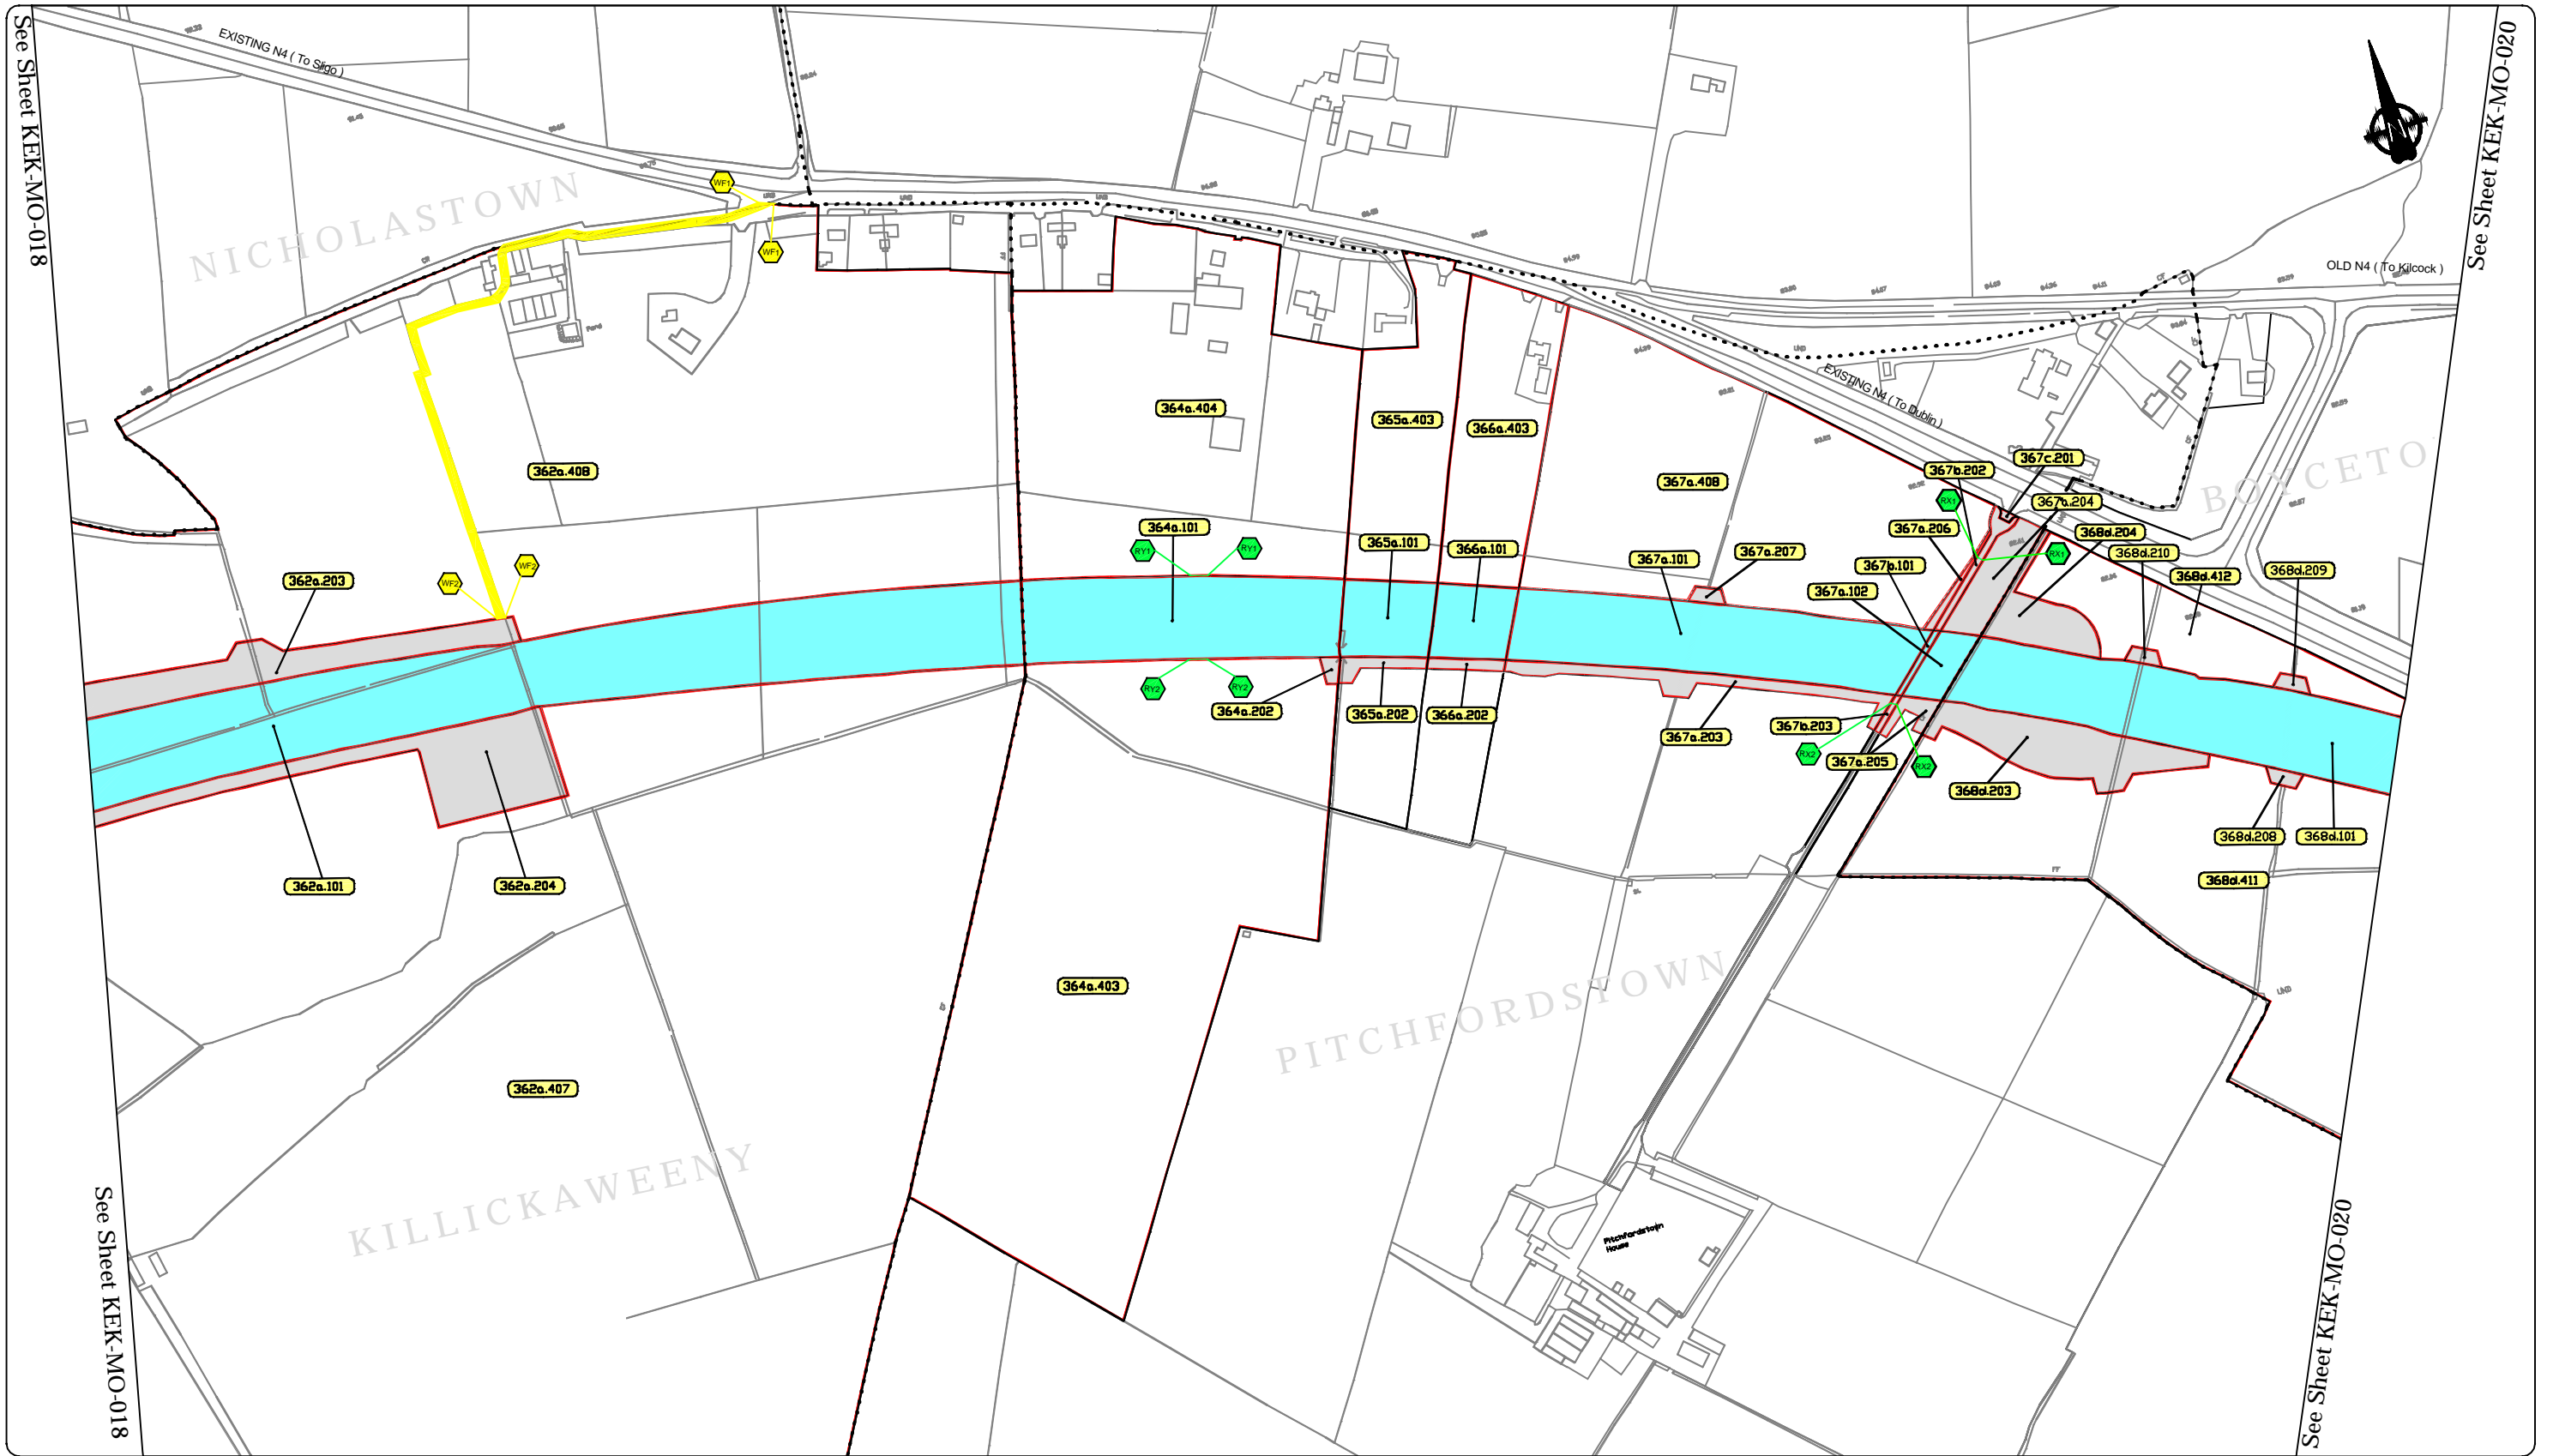 See Sheet KEK-MO-018
EXISTING N4 ( To Sligo )
See Sheet KEK-MO-020
NICHOLASTOWN
WF1
WF1
OLD N4 ( To Kilcock )
EXISTING N4 ( To Dublin )
BOYCETO
364a.404
365a.403
366a.403
362a.408
367a.408
367b.202
367c.201
RX1
367a.204
367a.206
368d.204
364a.101
365a.101
366a.101
367a.101
367a.207
RX1
368d.210
RY1
RY1
367b.101
368d.412
368d.209
362a.203
WF2
WF2
367a.102
RY2
RY2
364a.202
365a.202
366a.202
367a.203
367b.203
RX2
367a.205
RX2
368d.203
368d.208
368d.101
362a.101
362a.204
368d.411
364a.403
PITCHFORDSTOWN
UND
362a.407
KILLICKAWEENY
Pitchfordstown
House
See Sheet KEK-MO-018
See Sheet KEK-MO-020